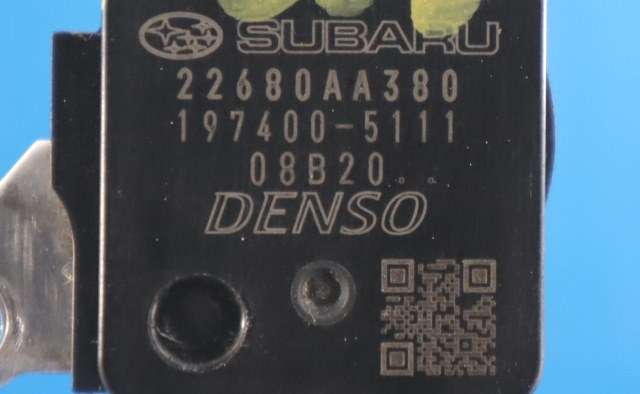 SUBARU
22680AA380
197400-5111
08B20..
DENSO